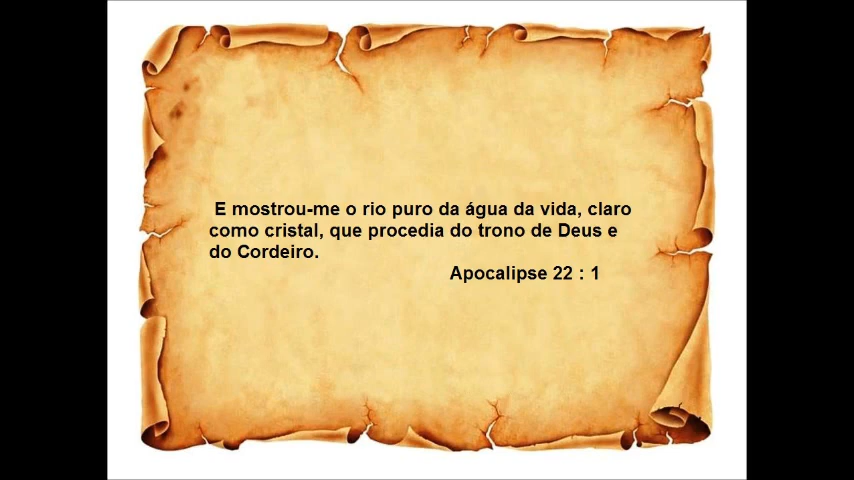 E mostrou-me o rio puro da água da vida, claro
como cristal, que procedia do trono de Deus e
do Cordeiro.
Apocalipse 22 : 1